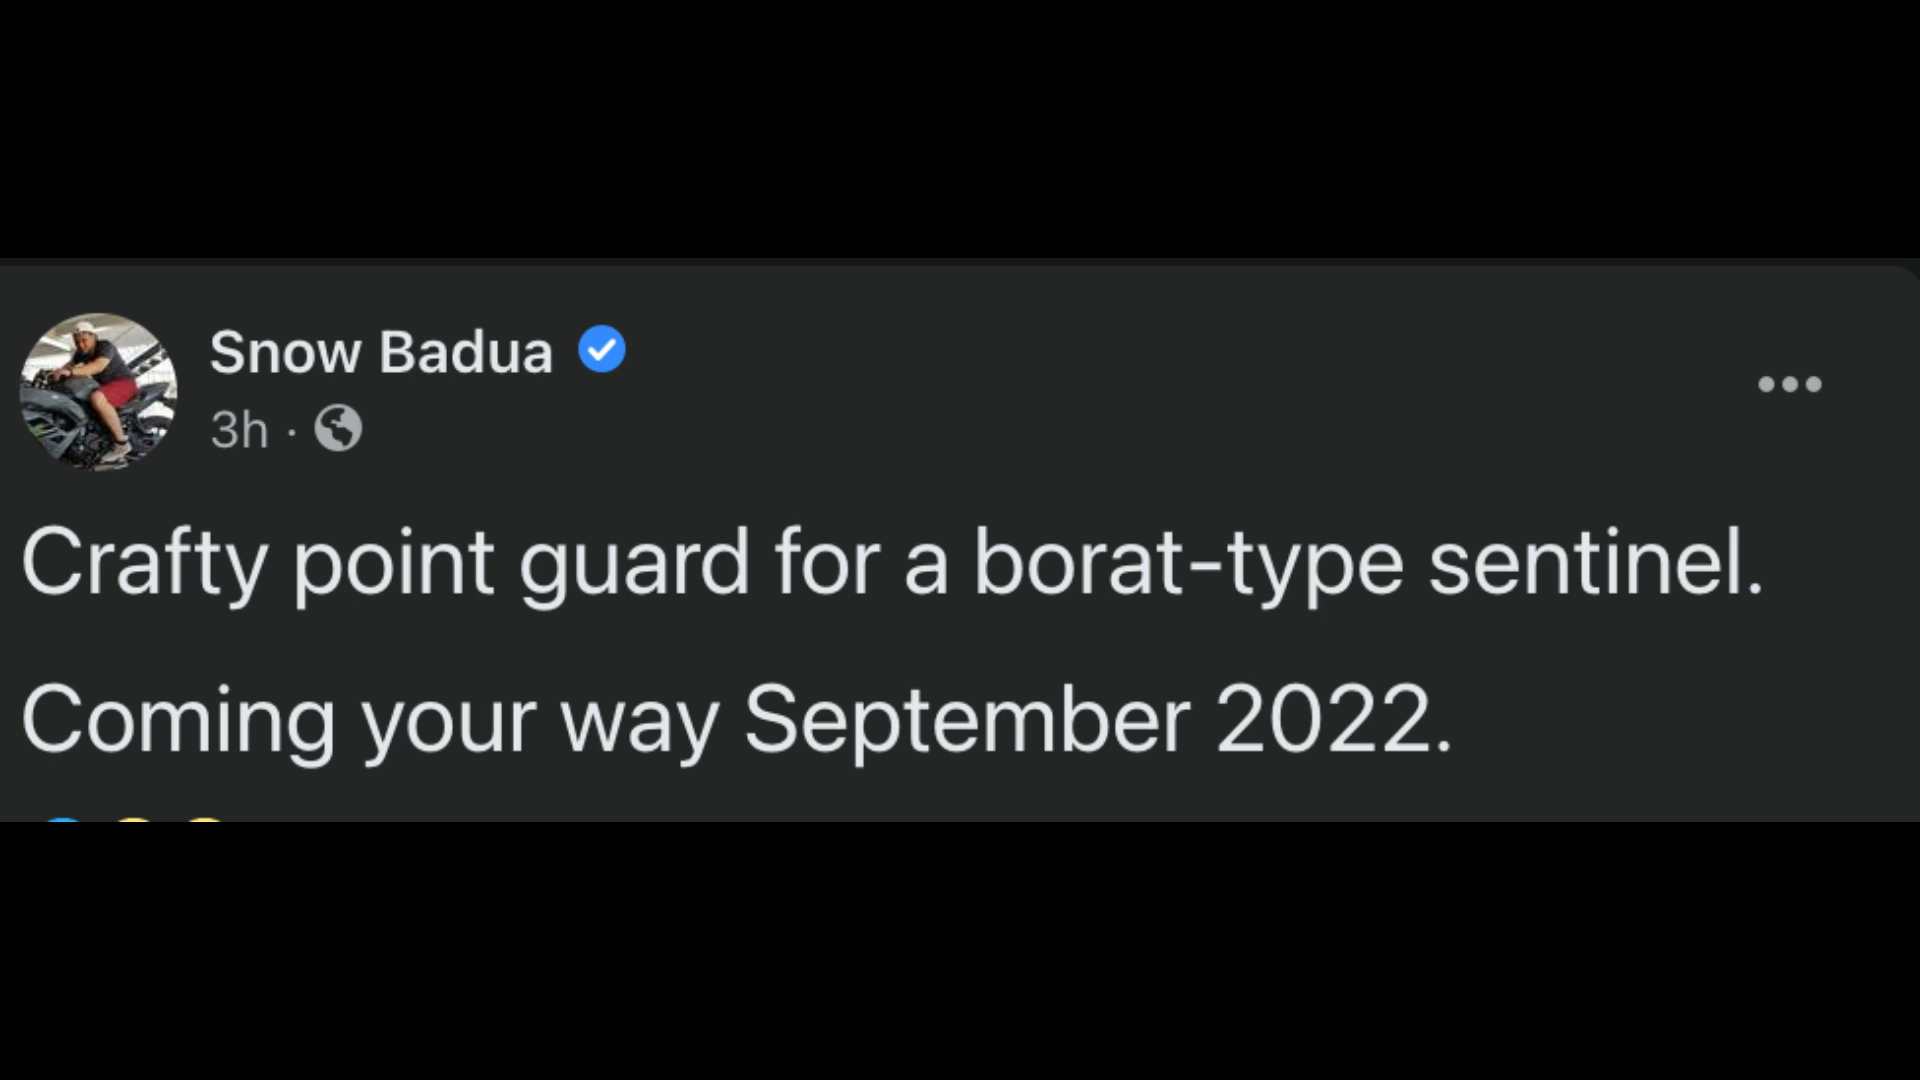 Snow Badua
3h ·
Crafty point guard for a borat-type sentinel.
Coming your way September 2022.